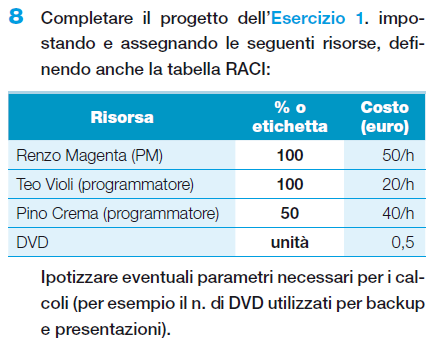 8 Completare il progetto dell'Esercizio 1. impo-
stando e assegnando le seguenti risorse, defi-
nendo anche la tabella RACI:
Risorsa % o etichetta Costo (euro)
Renzo Magenta (PM) 100 50/h
Teo Violi (programmatore) 100 20/h
Pino Crema (programmatore) 50 40/h
DVD unità 0,5
Ipotizzare eventuali parametri necessari per i cal-
coli (per esempio il n. di DVD utilizzati per backup
e presentazioni).